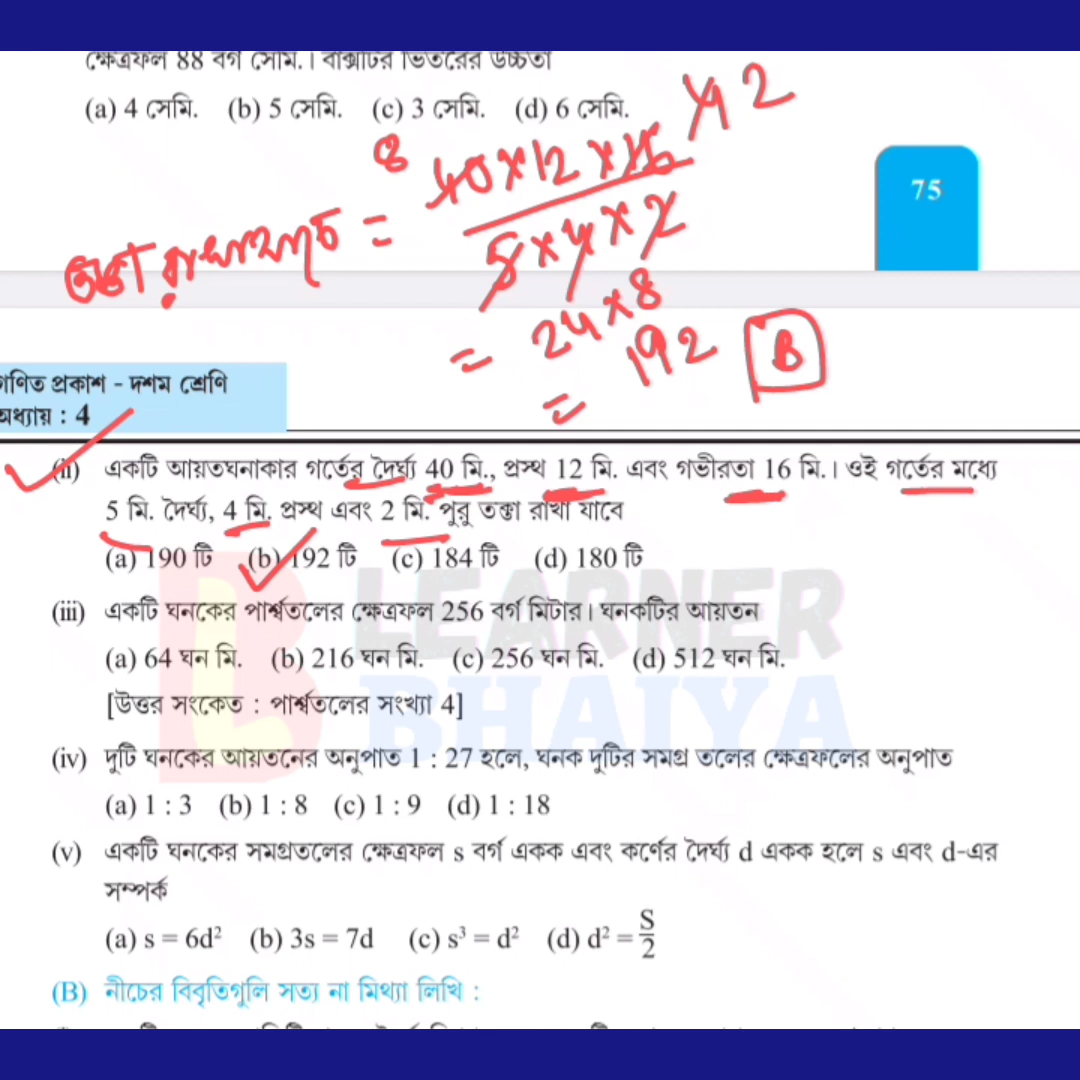 ক্ষেত্রফল 88 বর্গ সেমি.। বাক্সটির ভিতরের উচ্চতা
(a) 4 সেমি. (b) 5 সেমি. (c) 3 সেমি. (d) 6 সেমি.
8 40×12×16 4 2
75
= 5×4×2
= 24×8
= 192 B
গণিত প্রকাশ - দশম শ্রেণি
অধ্যায় : 4
(ii) একটি আয়তঘনাকার গর্তের দৈর্ঘ্য 40 মি., প্রস্থ 12 মি. এবং গভীরতা 16 মি.। ওই গর্তের মধ্যে
5 মি. দৈর্ঘ্য, 4 মি. প্রস্থ এবং 2 মি. পুরু তক্তা রাখা যাবে
(a) 190 টি (b) 192 টি (c) 184 টি (d) 180 টি
(iii) একটি ঘনকের পার্শ্বতলের ক্ষেত্রফল 256 বর্গ মিটার। ঘনকটির আয়তন
(a) 64 ঘন মি. (b) 216 ঘন মি. (c) 256 ঘন মি. (d) 512 ঘন মি.
[উত্তর সংকেত : পার্শ্বতলের সংখ্যা 4]
(iv) দুটি ঘনকের আয়তনের অনুপাত 1 : 27 হলে, ঘনক দুটির সমগ্র তলের ক্ষেত্রফলের অনুপাত
(a) 1 : 3 (b) 1 : 8 (c) 1 : 9 (d) 1 : 18
(v) একটি ঘনকের সমগ্রতলের ক্ষেত্রফল s বর্গ একক এবং কর্ণের দৈর্ঘ্য d একক হলে s এবং d-এর
সম্পর্ক
(a) s = 6d² (b) 3s = 7d (c) s³ = d² (d) d² = S/2
(B) নীচের বিবৃতিগুলি সত্য না মিথ্যা লিখি :
LEARNER
BHAIYA